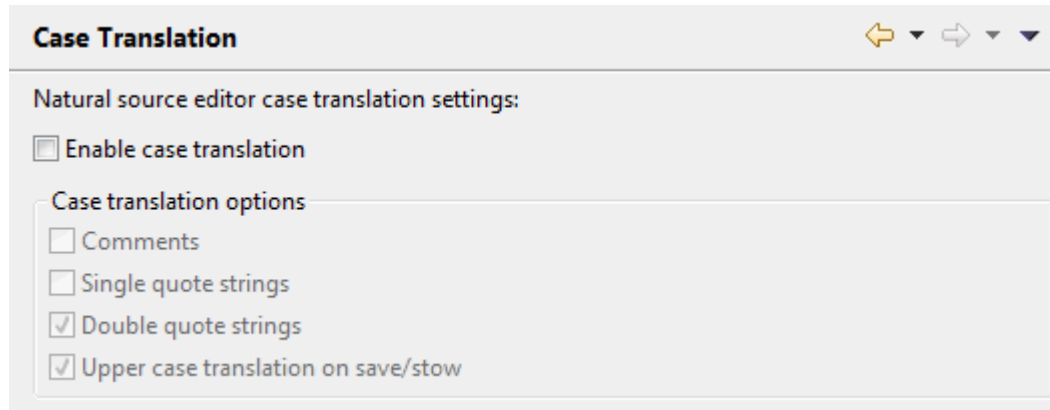 Case Translation
Natural source editor case translation settings:
Enable case translation
Case translation options
Comments
Single quote strings
Double quote strings
Upper case translation on save/stow